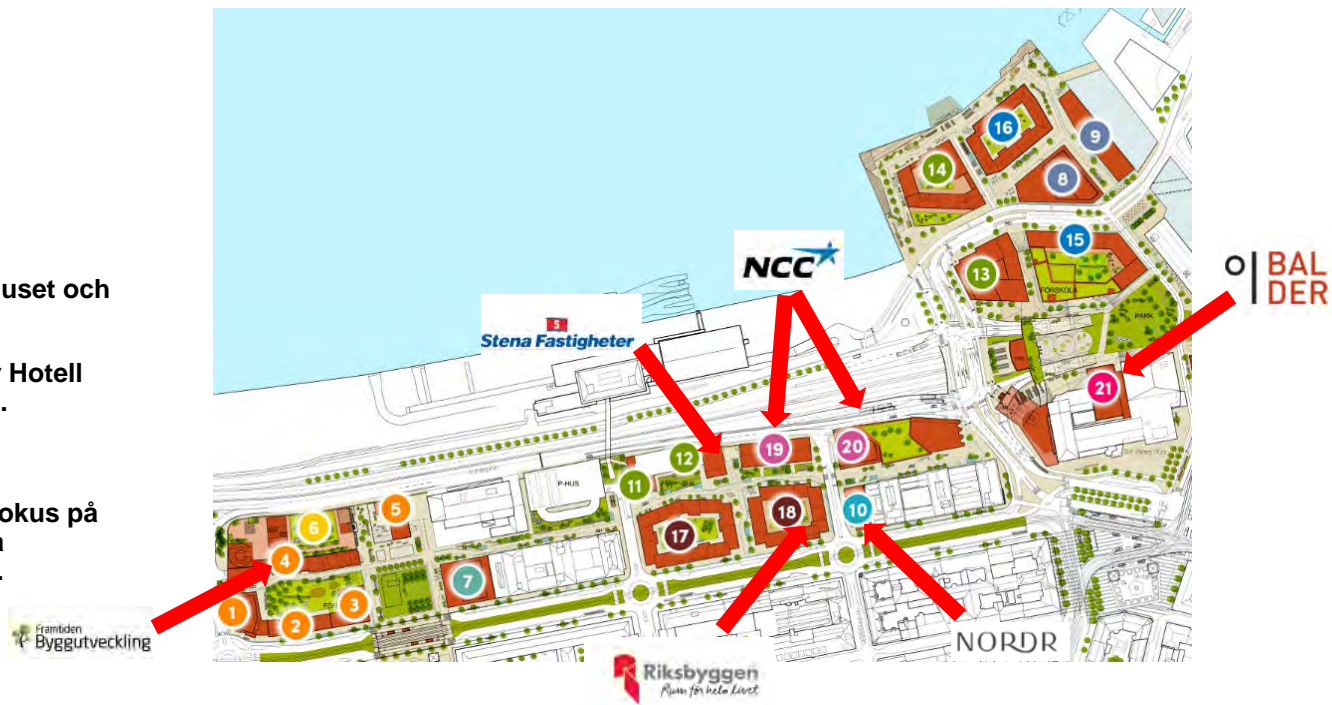 uset och
Hotell
.
okus på
.
Framtiden
Byggutveckling
S
Stena Fastigheter
NCC
O| BAL
DER
16
9
14
8
15
13
FÖRSKOLA
PARK
21
12
19
20
P-HUS
11
5
18
10
6
17
4
7
1
2
3
NORDR
Riksbyggen
Rum för hela livet